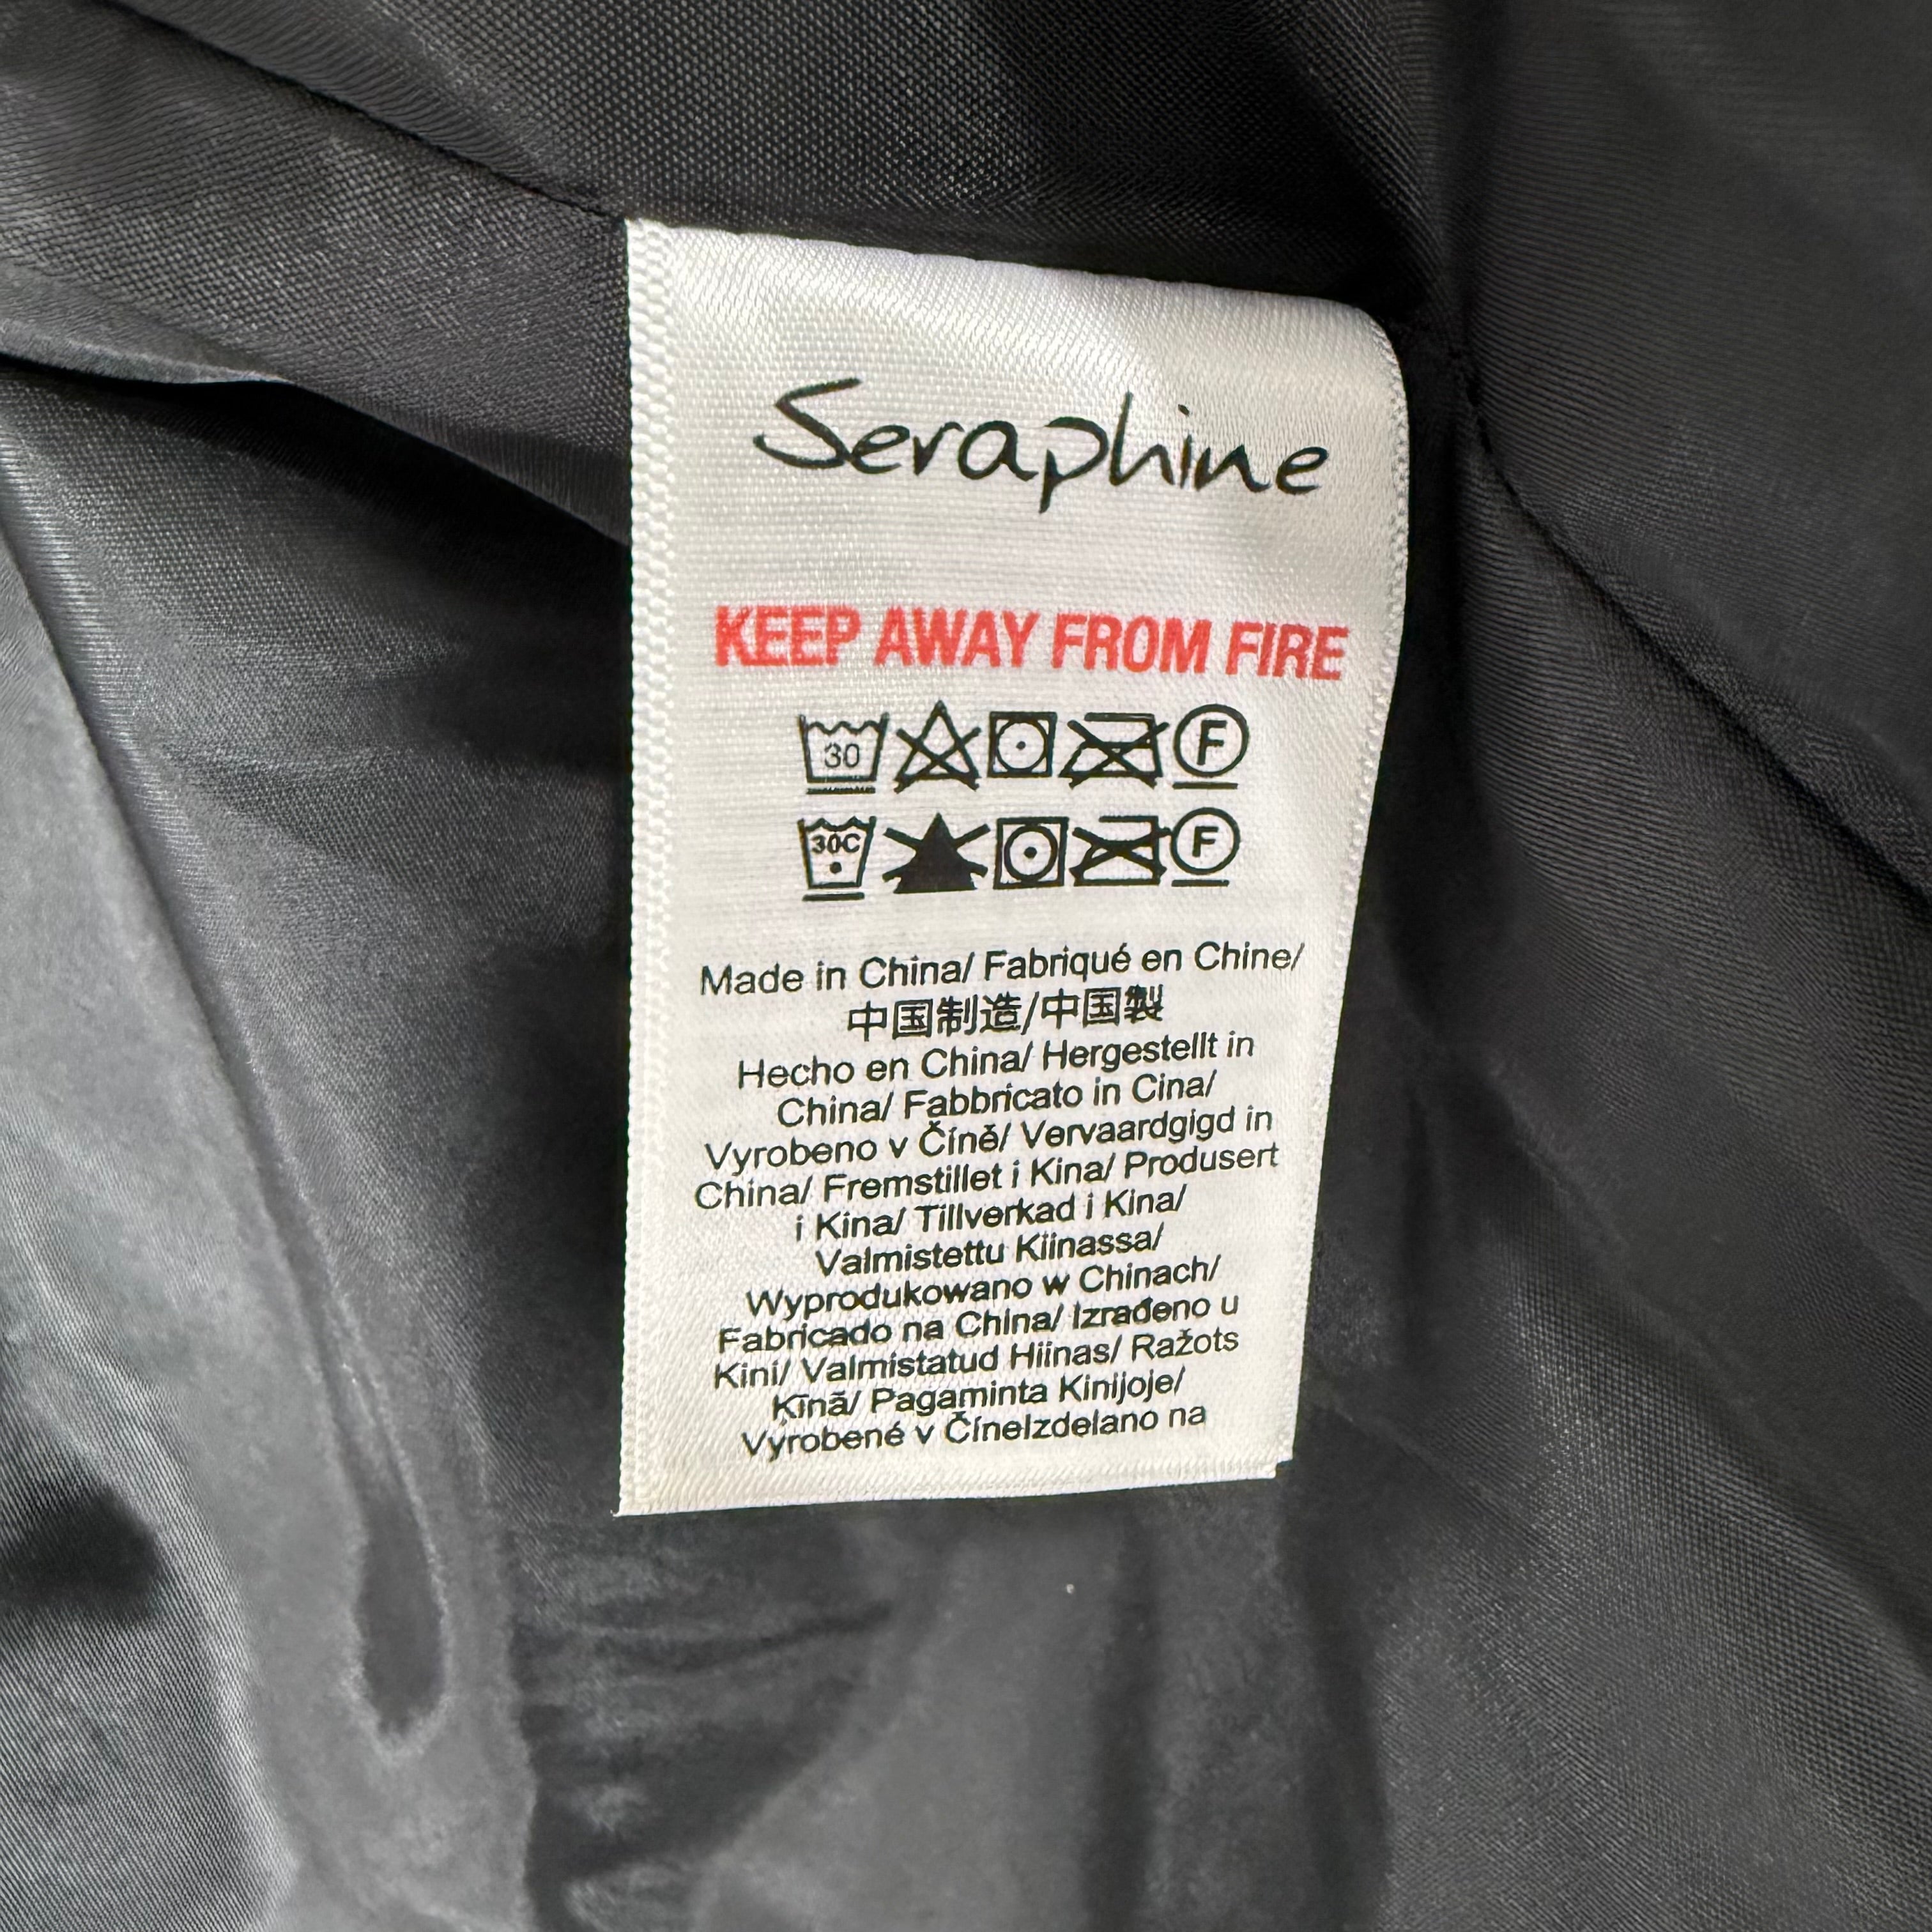 Seraphine
KEEP AWAY FROM FIRE
30 F
30C F
Made in China/ Fabriqué en Chine/
中国制造/中国製
Hecho en China/ Hergestellt in
China/ Fabbricato in Cina/
Vyrobeno v Číně/ Vervaardgigd in
China/ Fremstillet i Kina/ Produsert
i Kina/ Tillverkad i Kina/
Valmistettu Kiinassa/
Wyprodukowano w Chinach/
Fabricado na China/ Izrađeno u
Kini/ Valmistatud Hiinas/ Ražots
Ķīnā/ Pagaminta Kinijoje/
Vyrobené v ČíneIzdelano na